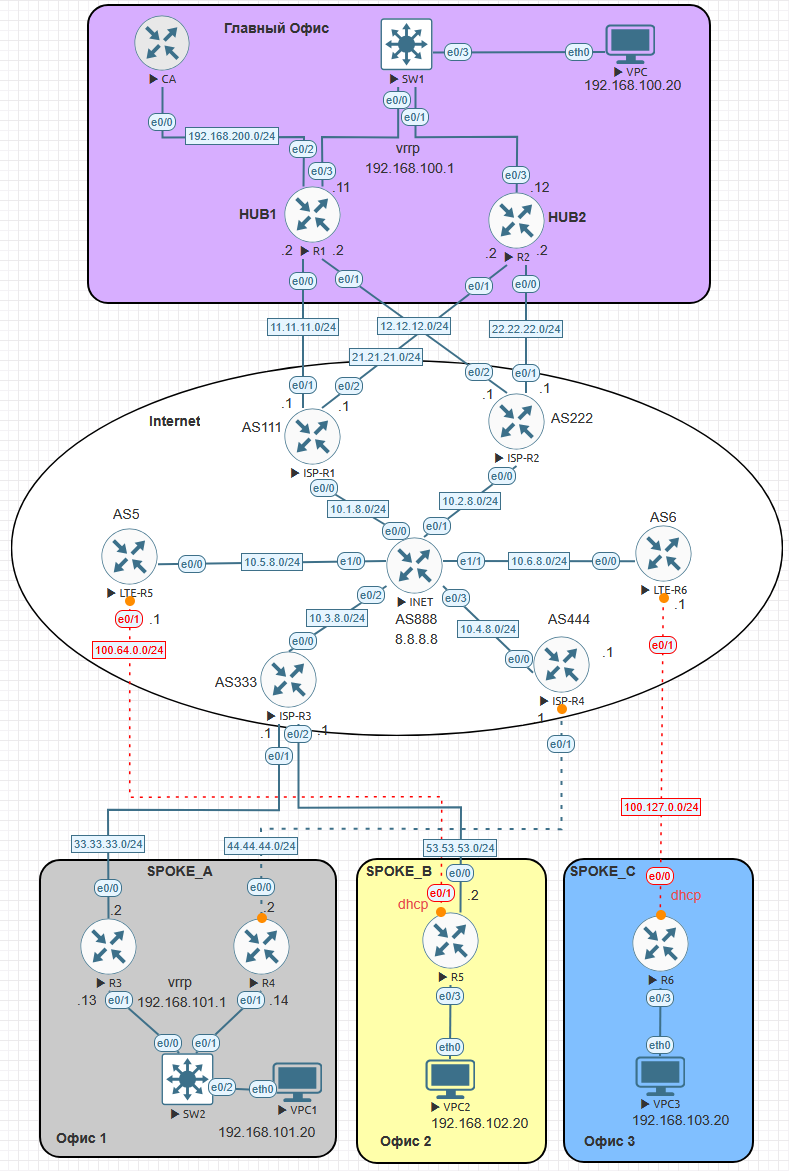 Главный Офис
CA
SW1
e0/3
eth0
VPC
192.168.100.20
e0/0
e0/1
e0/0
192.168.200.0/24
e0/2
vrrp
192.168.100.1
e0/3
e0/3
.11
.12
HUB1
HUB2
.2
R1
.2
.2
R2
.2
e0/0
e0/1
e0/1
e0/0
11.11.11.0/24
12.12.12.0/24
22.22.22.0/24
21.21.21.0/24
e0/1
e0/2
e0/2
e0/1
.1
.1
.1
.1
Internet
AS111
AS222
ISP-R1
ISP-R2
e0/0
e0/0
10.1.8.0/24
10.2.8.0/24
AS5
AS6
e0/0
e0/1
e0/0
10.5.8.0/24
e1/0
e1/1
10.6.8.0/24
e0/0
LTE-R5
INET
LTE-R6
e0/2
e0/3
e0/1
.1
.1
10.3.8.0/24
AS888
8.8.8.8
10.4.8.0/24
AS444
100.64.0.0/24
e0/0
e0/0
e0/1
.1
AS333
ISP-R3
ISP-R4
.1
e0/2
.1
.1
e0/1
e0/1
100.127.0.0/24
33.33.33.0/24
44.44.44.0/24
53.53.53.0/24
SPOKE_A
SPOKE_B
SPOKE_C
e0/0
e0/0
e0/0
e0/0
e0/1
.2
dhcp
dhcp
.2
.2
R3
R4
R5
R6
vrrp
192.168.101.1
.13
e0/1
e0/1
.14
e0/3
e0/3
e0/0
e0/1
eth0
eth0
e0/2
eth0
SW2
VPC1
VPC2
VPC3
192.168.101.20
192.168.102.20
192.168.103.20
Офис 1
Офис 2
Офис 3